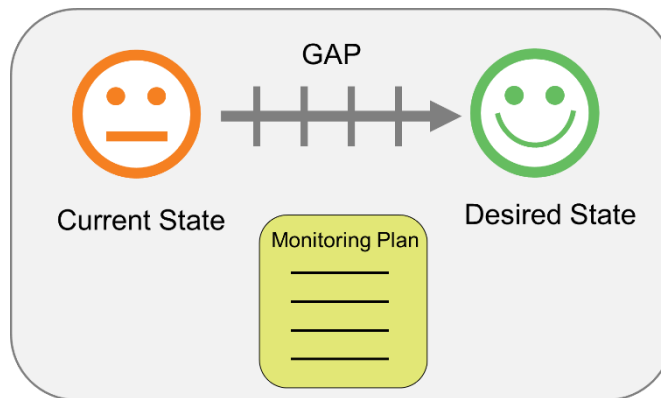 GAP
Current State
Desired State
Monitoring Plan